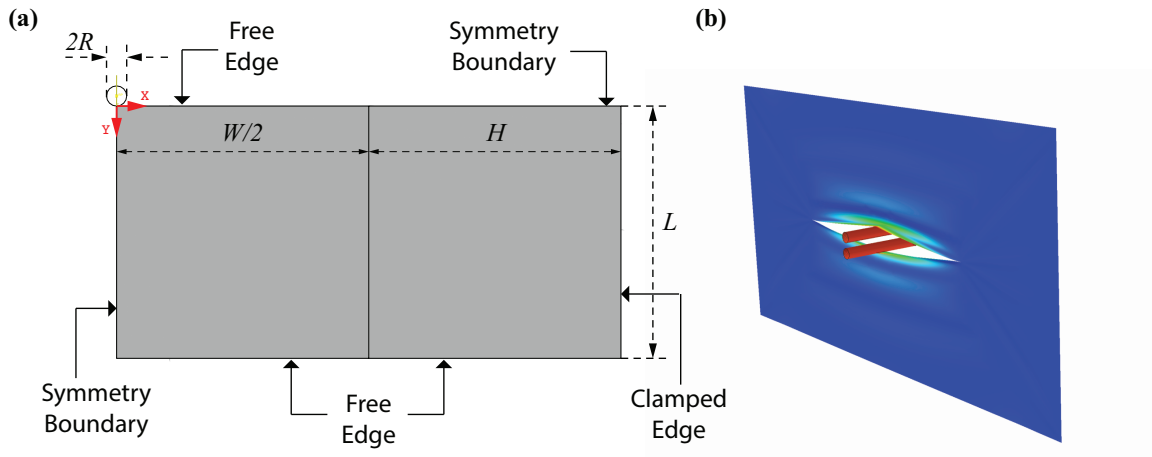 (a)
(b)
Free
Edge
Symmetry
Boundary
2R
X
Y
W/2
H
L
Symmetry
Boundary
Free
Edge
Clamped
Edge